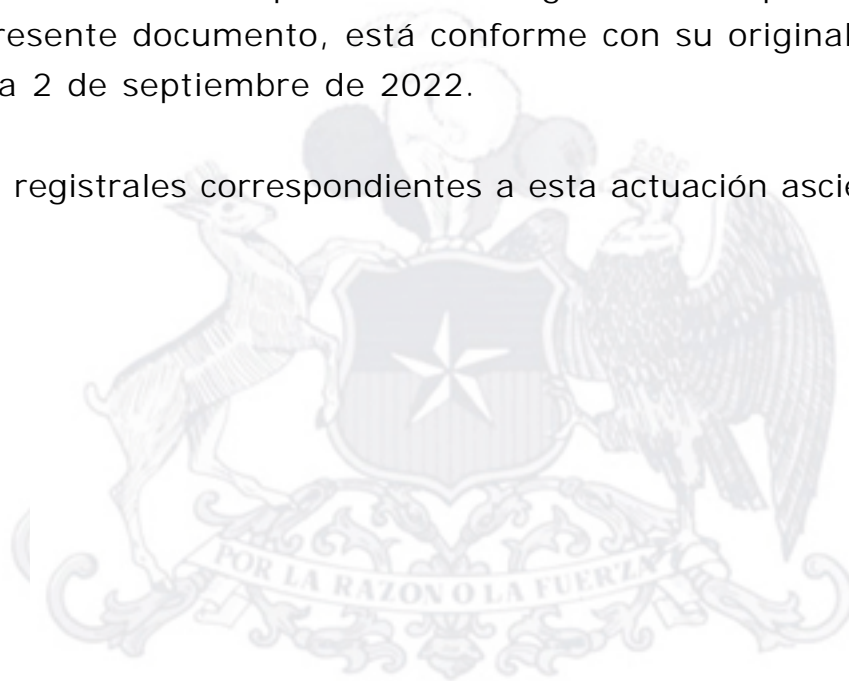 resente documento, está conforme con su original
a 2 de septiembre de 2022.
registrales correspondientes a esta actuación
POR LA RAZON O LA FUERZA